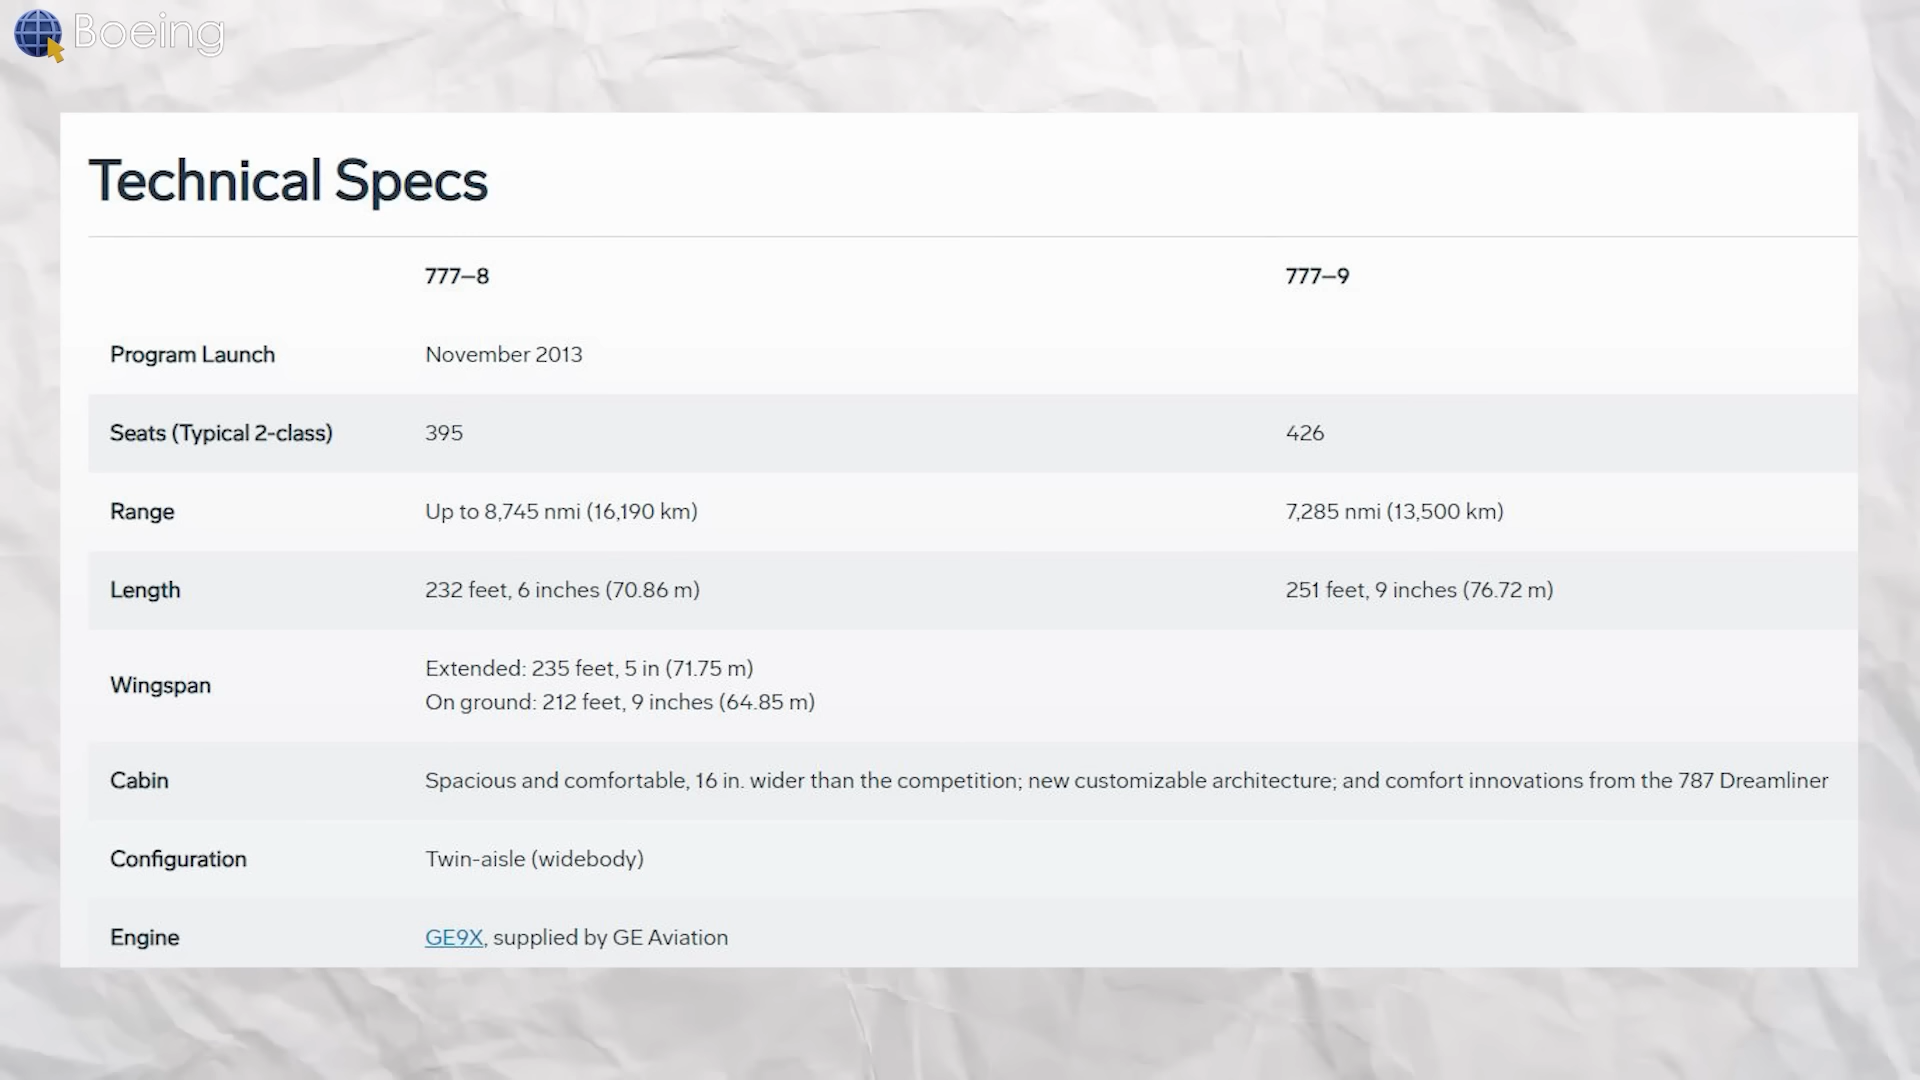 Boeing
Technical Specs
777–8 777–9
Program Launch November 2013
Seats (Typical 2-class) 395 426
Range Up to 8,745 nmi (16,190 km) 7,285 nmi (13,500 km)
Length 232 feet, 6 inches (70.86 m) 251 feet, 9 inches (76.72 m)
Wingspan Extended: 235 feet, 5 in (71.75 m)
On ground: 212 feet, 9 inches (64.85 m)
Cabin Spacious and comfortable, 16 in. wider than the competition; new customizable architecture; and comfort innovations from the 787 Dreamliner
Configuration Twin-aisle (widebody)
Engine GE9X, supplied by GE Aviation